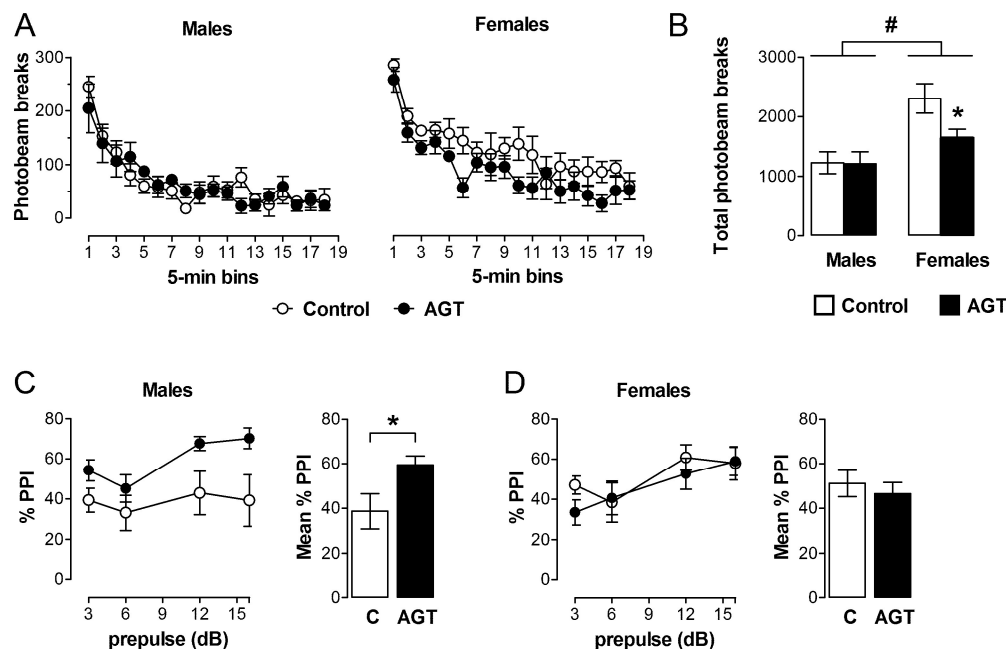 A
Males
Females
Photobeam breaks
300
200
100
0
1 3 5 7 9 11 13 15 17 19
5-min bins
1 3 5 7 9 11 13 15 17 19
5-min bins
Control AGT
B
#
Total photobeam breaks
3000
2000
1000
0
*
Males Females
Control AGT
C
Males
% PPI
80
60
40
20
0
3 6 9 12 15
prepulse (dB)
Mean % PPI
80
60
40
20
0
*
C AGT
D
Females
% PPI
80
60
40
20
0
3 6 9 12 15
prepulse (dB)
Mean % PPI
80
60
40
20
0
C AGT